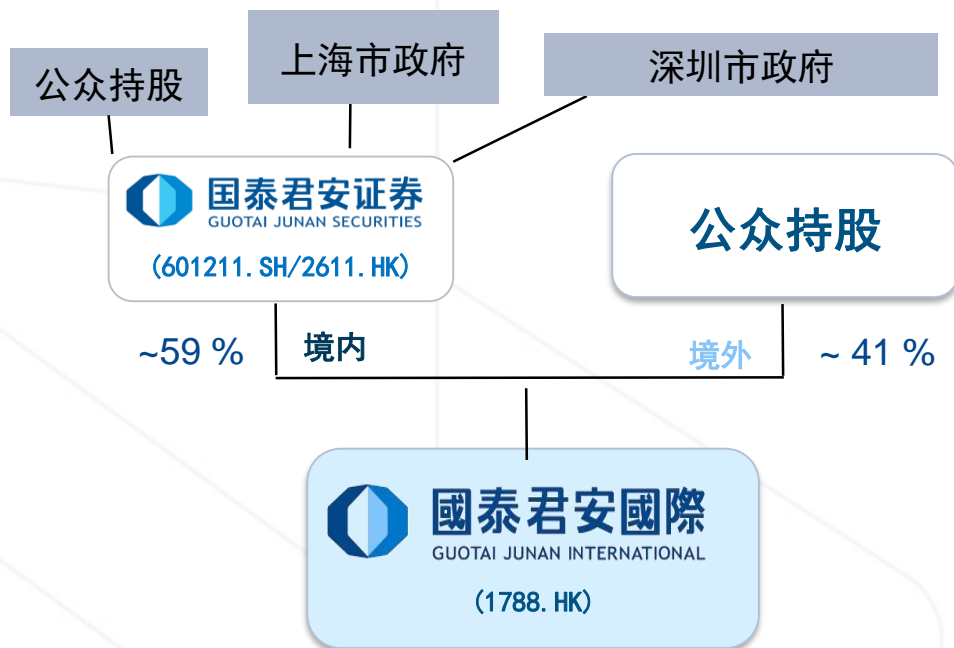 公众持股
上海市政府
深圳市政府
国泰君安证券
GUOTAI JUNAN SECURITIES
(601211.SH/2611.HK)
公众持股
~59 %
境内
境外
~ 41 %
國泰君安國際
GUOTAI JUNAN INTERNATIONAL
(1788.HK)